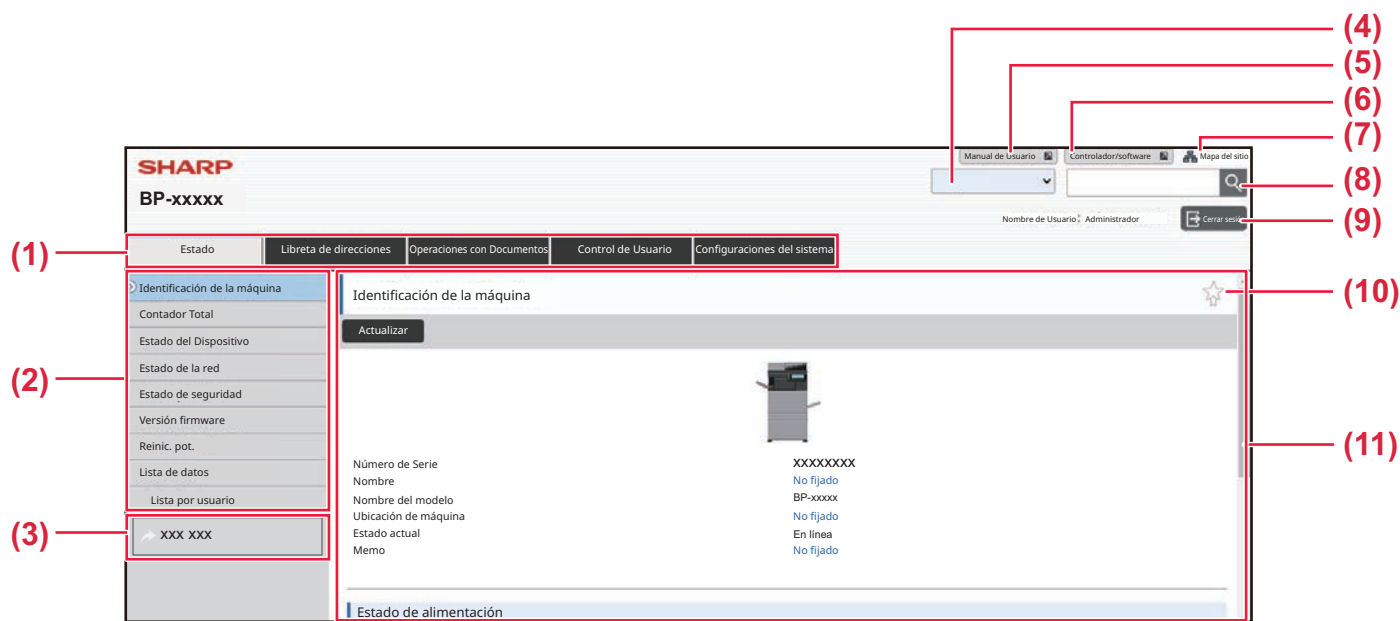 (4)
(5)
(6)
(7)
Manual de Usuario Controlador/software Mapa del sitio
SHARP
(8)
BP-xxxxx
Nombre de Usuario: Administrador Cerrar sesión
(9)
(1)
Estado Libreta de direcciones Operaciones con Documentos Control de Usuario Configuraciones del sistema
Identificación de la máquina
Identificación de la máquina
(10)
Contador Total
Actualizar
Estado del Dispositivo
Estado de la red
(2)
Estado de seguridad
Versión firmware
Reinic. pot.
(11)
Lista de datos
Lista por usuario
Número de Serie XXXXXXXX
Nombre No fijado
Nombre del modelo BP-xxxxx
Ubicación de máquina No fijado
Estado actual En línea
Memo No fijado
(3)
XXX XXX
Estado de alimentación